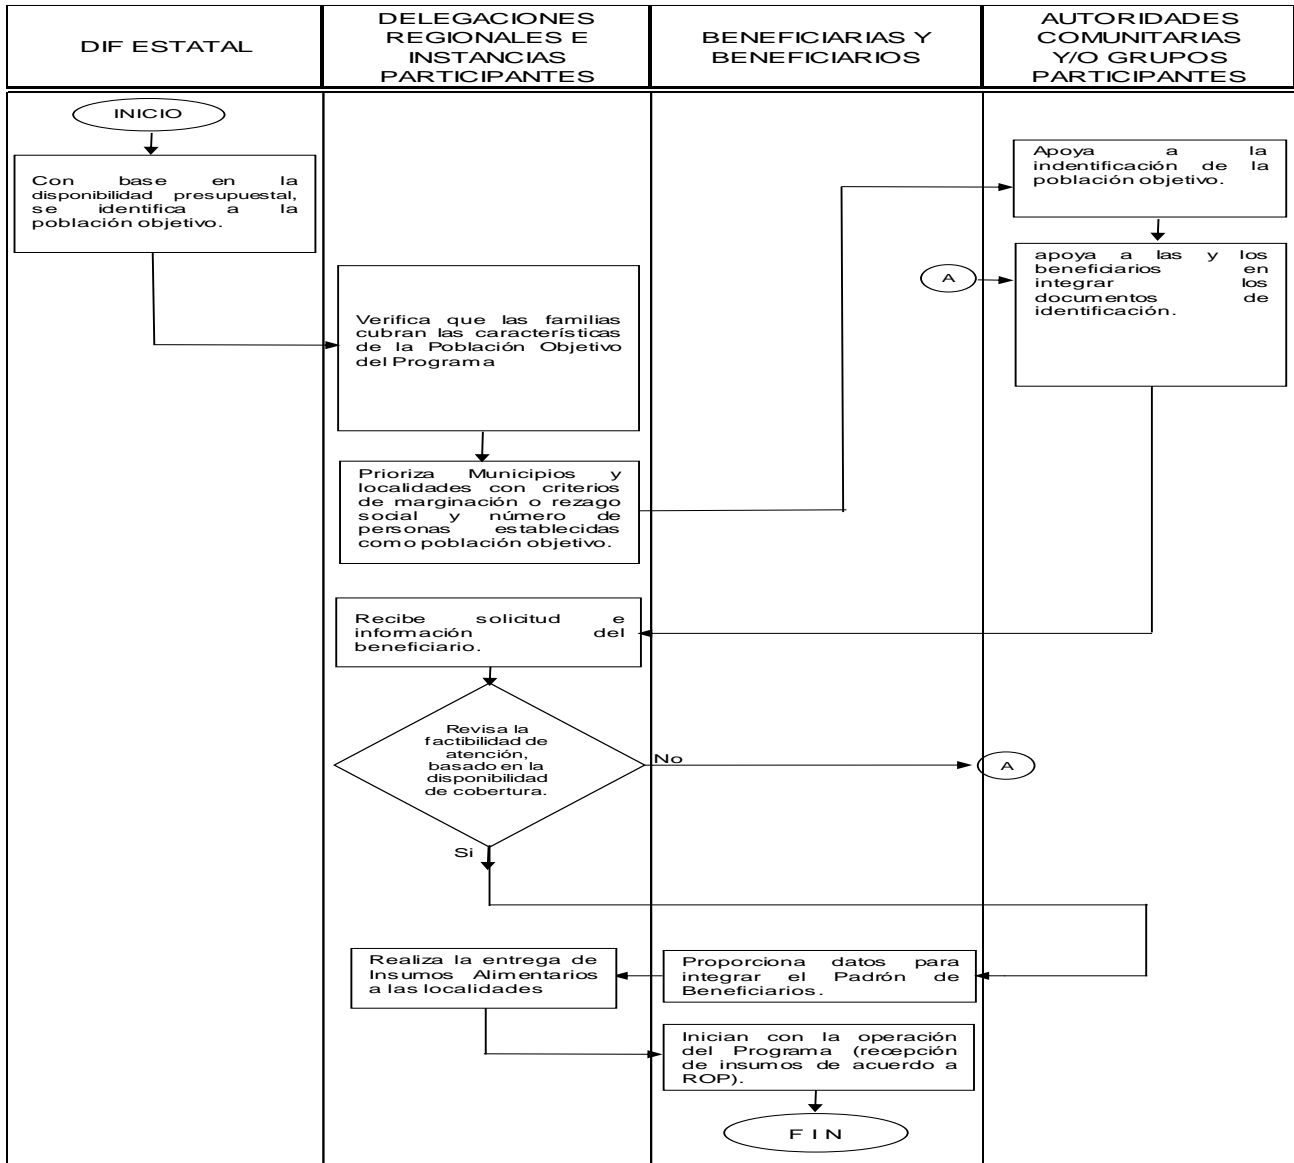 DIF ESTATAL
DELEGACIONES
REGIONALES E
INSTANCIAS
PARTICIPANTES
BENEFICIARIAS Y
BENEFICIARIOS
AUTORIDADES
COMUNITARIAS
Y/O GRUPOS
PARTICIPANTES
INICIO
Con base en la
disponibilidad presupuestal,
se identifica a la
población objetivo.
Verifica que las familias
cubran las características
de la Población Objetivo
del Programa
Prioriza Municipios y
localidades con criterios
de marginación o rezago
social y número de
personas establecidas
como población objetivo.
Apoya a la
indentificación de la
población objetivo.
A
apoya a las y los
beneficiarios en
integrar los
documentos de
identificación.
Recibe solicitud e
información del
beneficiario.
Revisa la
factibilidad de
atención,
basado en la
disponibilidad
de cobertura.
No
A
Si
Proporciona datos para
integrar el Padrón de
Beneficiarios.
Realiza la entrega de
Insumos Alimentarios
a las localidades
Inician con la operación
del Programa (recepción
de insumos de acuerdo a
ROP).
F I N